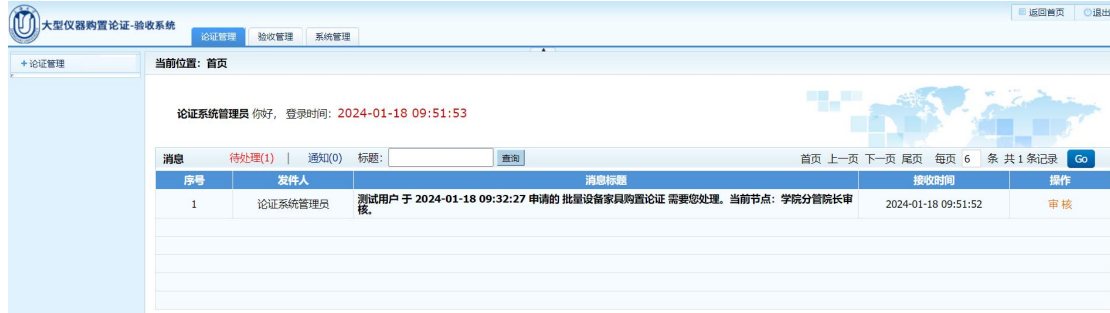 返回首页 退出
大型仪器购置论证-验收系统
论证管理 验收管理 系统管理
+论证管理
当前位置：首页
论证系统管理员 你好， 登录时间：2024-01-18 09:51:53
消息 待处理(1) | 通知(0) 标题： 查询 首页 上一页 下一页 尾页 每页 6 条 共 1 条记录 Go
序号 发件人 消息标题 接收时间 操作
1 论证系统管理员 测试用户 于 2024-01-18 09:32:27 申请的 批量设备家具购置论证 需要您处理。当前节点：学院分管院长审
核。 2024-01-18 09:51:52 审 核